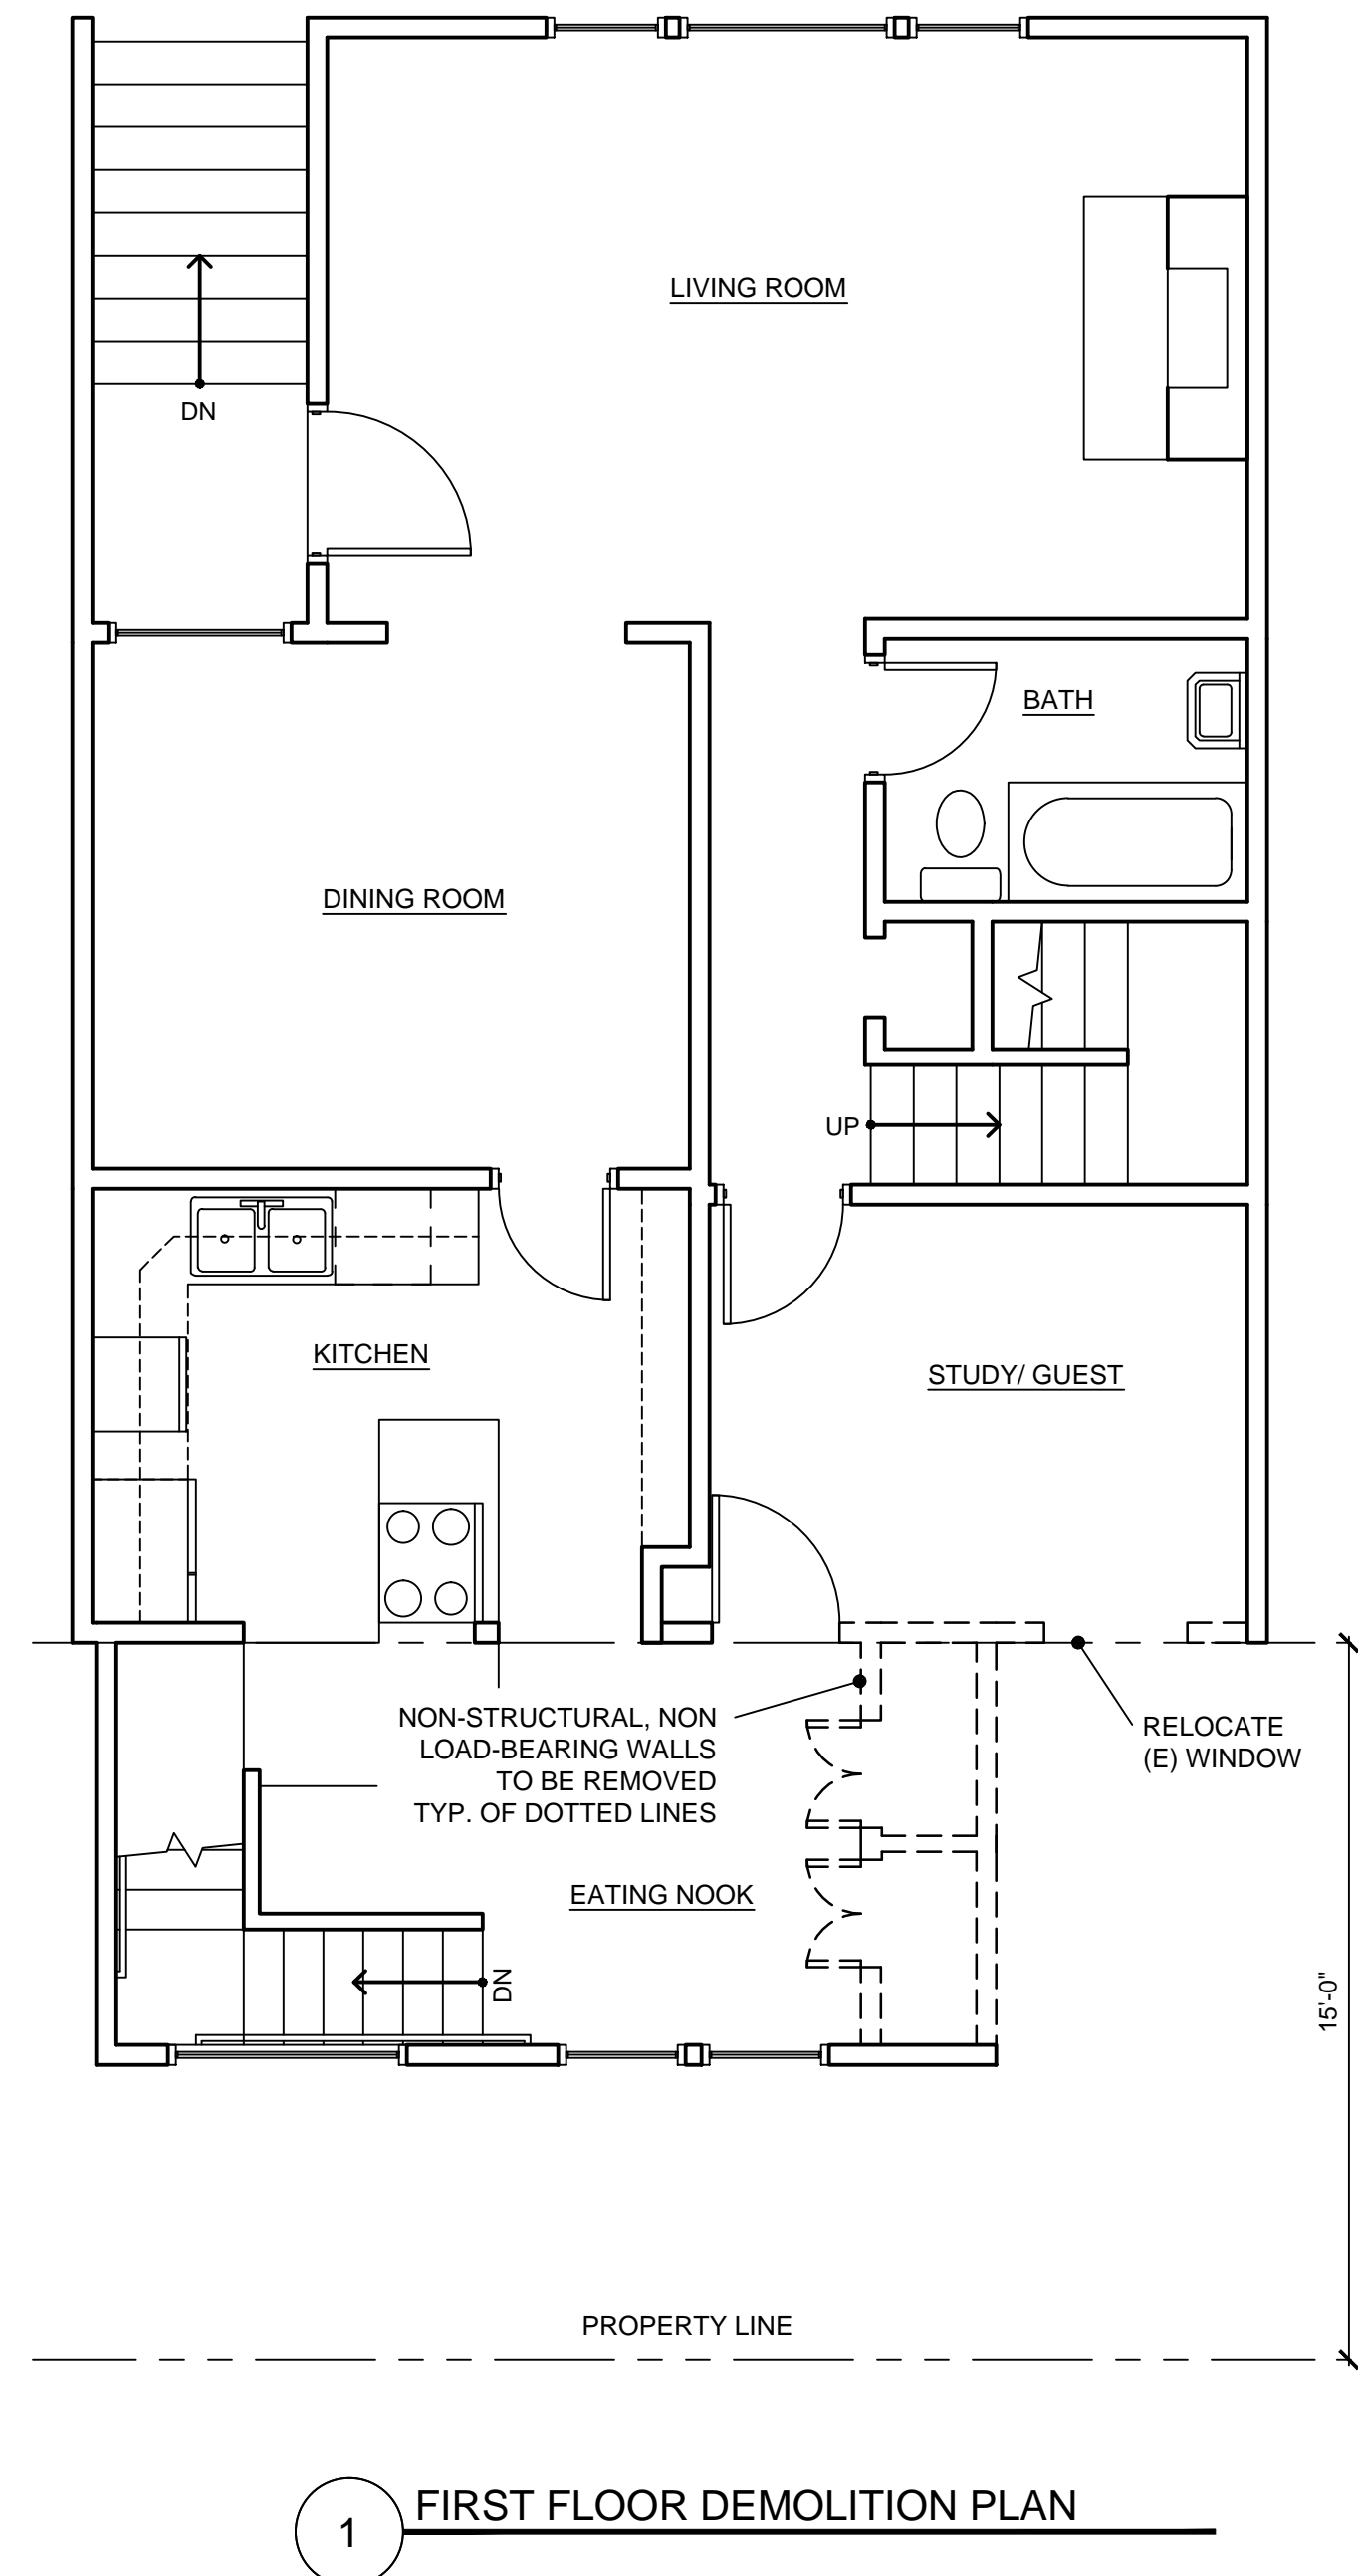 LIVING ROOM
DN
BATH
DINING ROOM
UP
KITCHEN
STUDY/ GUEST
NON-STRUCTURAL, NON
LOAD-BEARING WALLS
TO BE REMOVED
TYP. OF DOTTED LINES
RELOCATE
(E) WINDOW
EATING NOOK
DN
15'-0"
PROPERTY LINE
1
FIRST FLOOR DEMOLITION PLAN